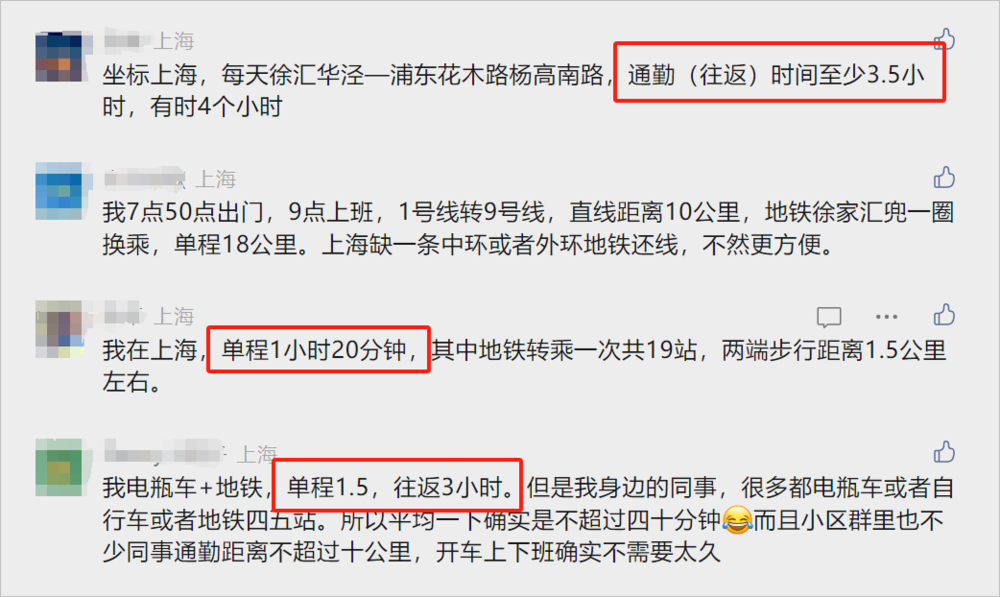 上海
坐标上海，每天徐汇华泾—浦东花木路杨高南路，通勤（往返）时间至少3.5小
时，有时4个小时
上海
我7点50点出门，9点上班，1号线转9号线，直线距离10公里，地铁徐家汇兜一圈
换乘，单程18公里。上海缺一条中环或者外环地铁还线，不然更方便。
上海
我在上海，单程1小时20分钟，其中地铁转乘一次共19站，两端步行距离1.5公里
左右。
上海
我电瓶车+地铁，单程1.5，往返3小时。但是我身边的同事，很多都电瓶车或者自
行车或者地铁四五站。所以平均一下确实是不超过四十分钟😂而且小区群里也不
少同事通勤距离不超过十公里，开车上下班确实不需要太久